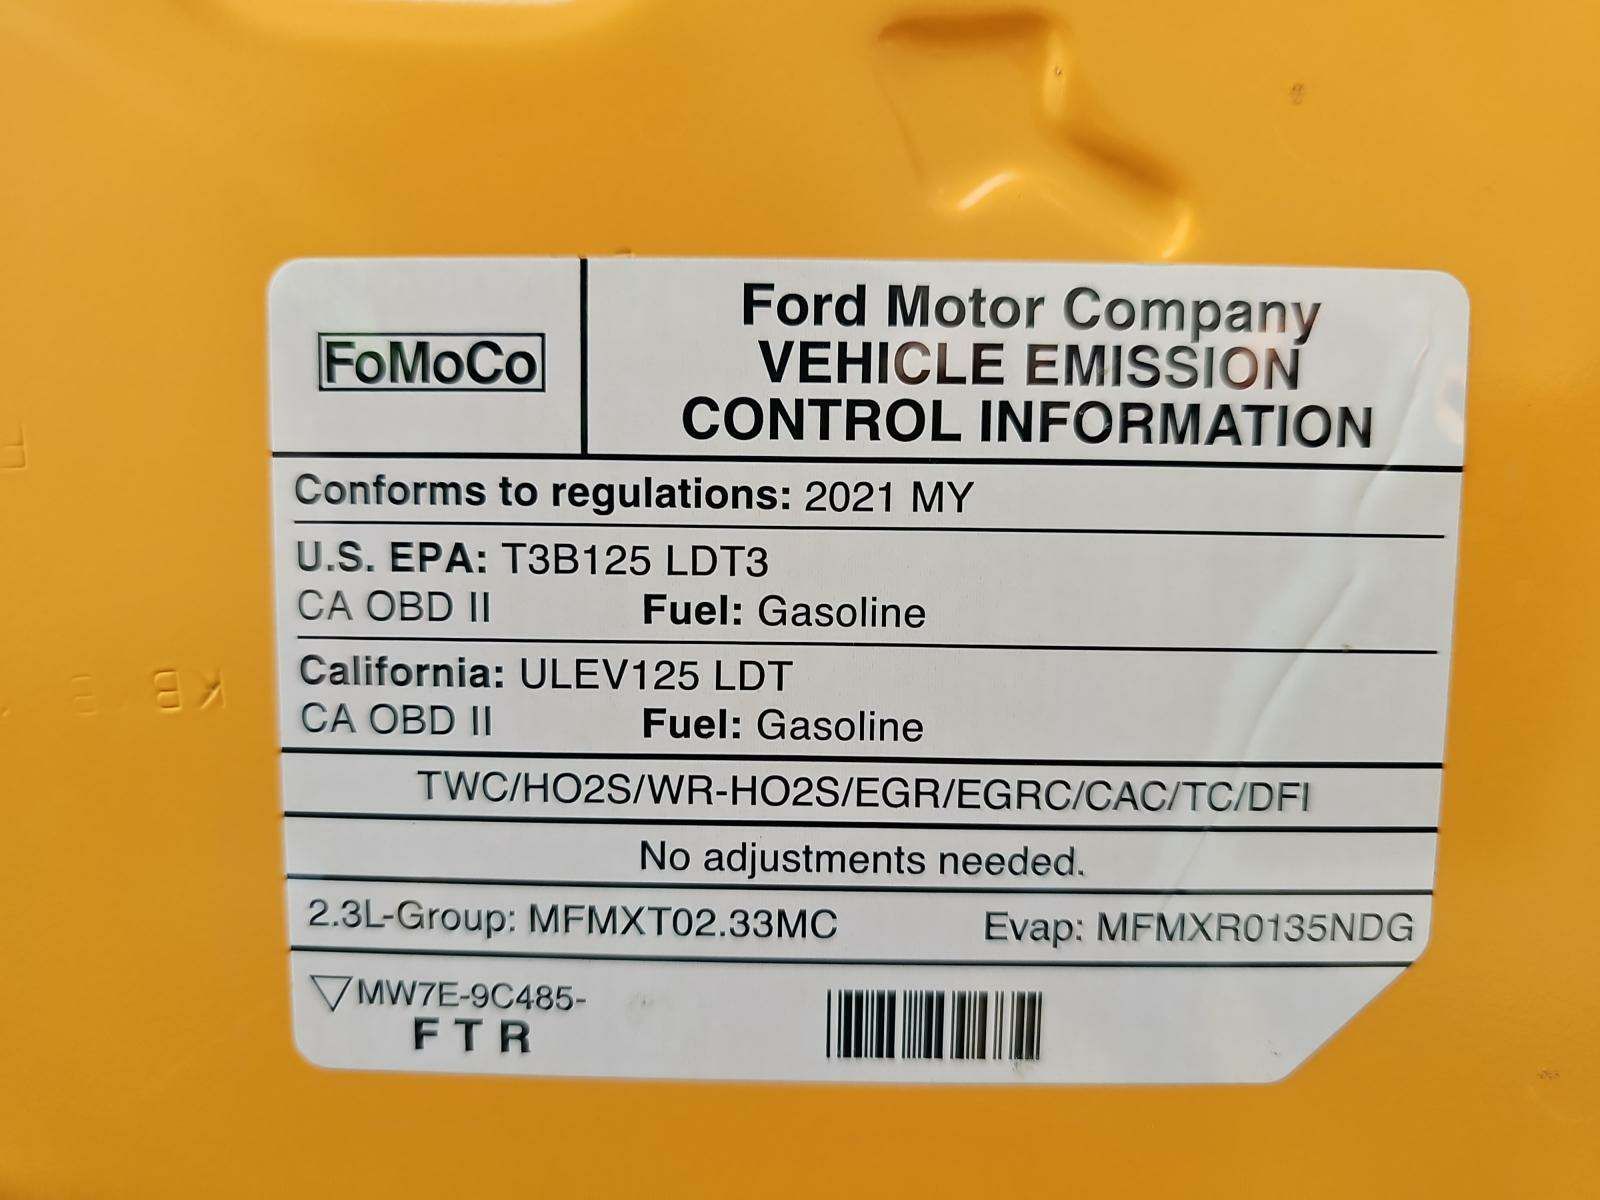 FoMoCo
Ford Motor Company
VEHICLE EMISSION
CONTROL INFORMATION
Conforms to regulations: 2021 MY
U.S. EPA: T3B125 LDT3
CA OBD II Fuel: Gasoline
California: ULEV125 LDT
CA OBD II Fuel: Gasoline
TWC/HO2S/WR-HO2S/EGR/EGRC/CAC/TC/DFI
No adjustments needed.
2.3L-Group: MFMXT02.33MC Evap: MFMXR0135NDG
MW7E-9C485-
F T R